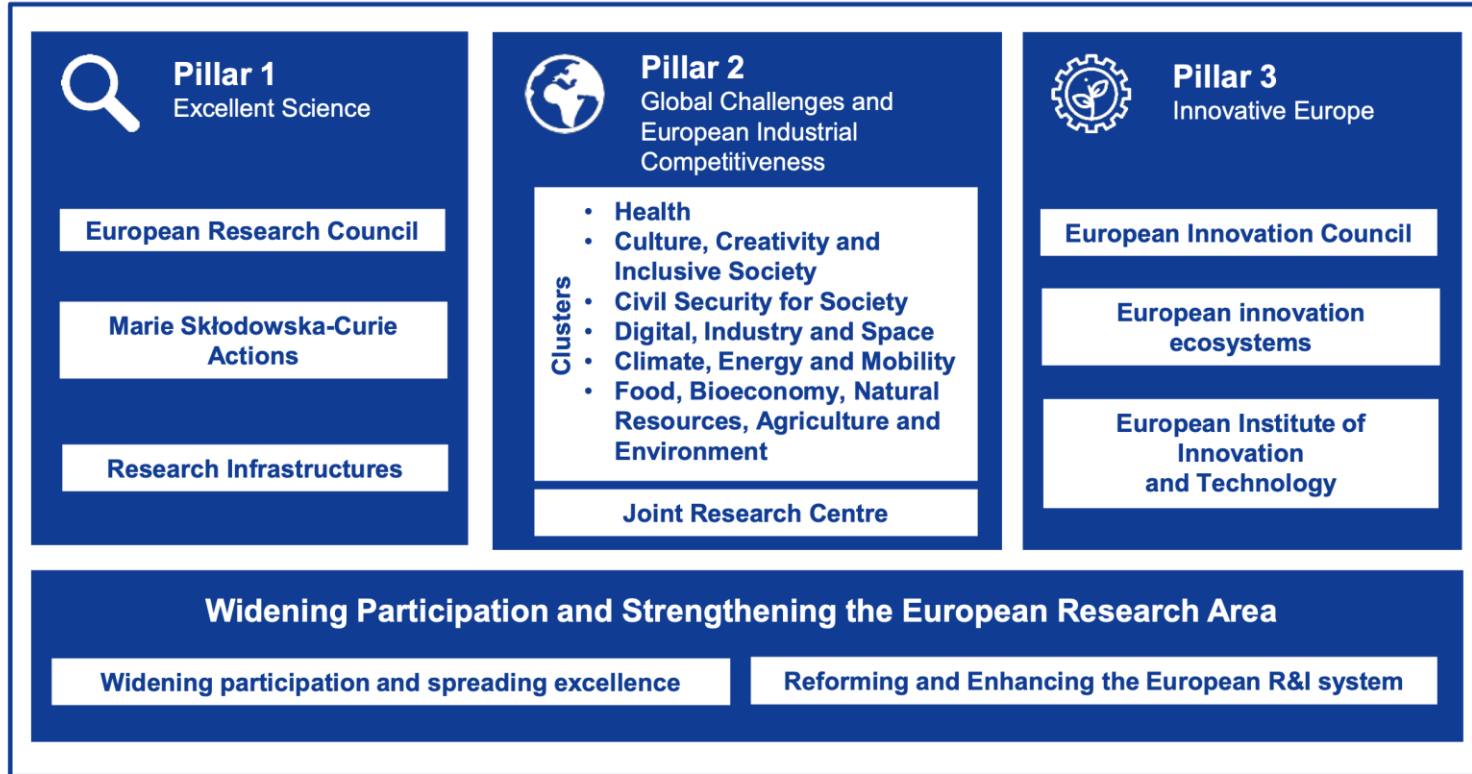 Pillar 1
Excellent Science
European Research Council
Marie Skłodowska-Curie
Actions
Research Infrastructures
Pillar 2
Global Challenges and
European Industrial
Competitiveness
Clusters
• Health
• Culture, Creativity and
Inclusive Society
• Civil Security for Society
• Digital, Industry and Space
• Climate, Energy and Mobility
• Food, Bioeconomy, Natural
Resources, Agriculture and
Environment
Joint Research Centre
Pillar 3
Innovative Europe
European Innovation Council
European innovation
ecosystems
European Institute of
Innovation
and Technology
Widening Participation and Strengthening the European Research Area
Widening participation and spreading excellence
Reforming and Enhancing the European R&I system